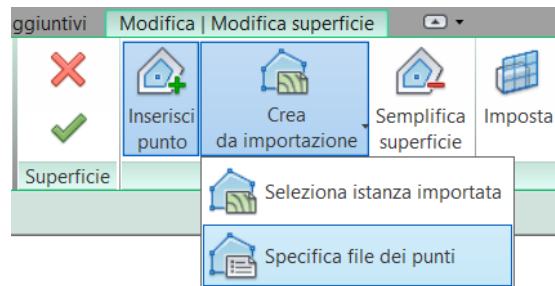 ggiuntivi Modifica | Modifica superficie
Inserisci punto
Crea da importazione
Semplifica superficie
Imposta
Superficie
Seleziona istanza importata
Specifica file dei punti